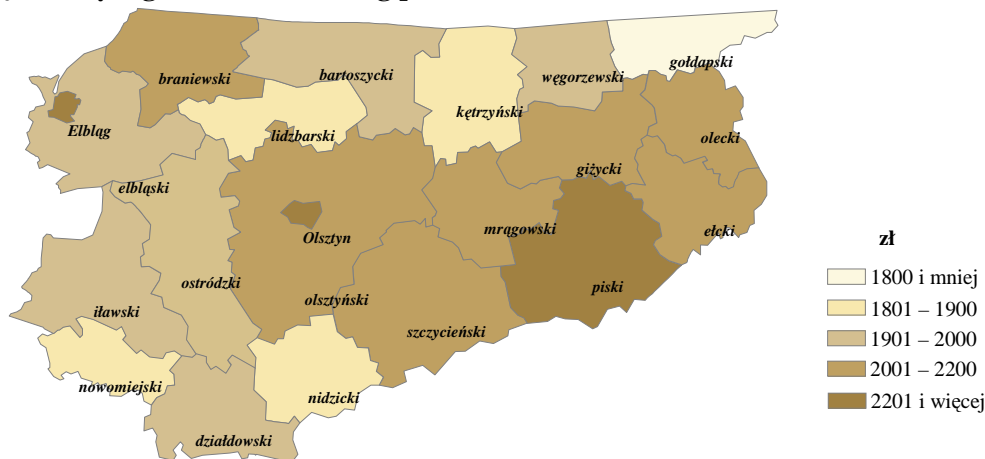 gołdapski
braniewski
bartoszycki
węgorzewski
kętrzyński
Elbląg
lidzbarski
olecki
giżycki
elbląski
Olsztyn
mrągowski
ełcki
zł
ostródzki
olsztyński
piski
1800 i mniej
iławski
1801 – 1900
szczycieński
1901 – 2000
2001 – 2200
nowomiejski
nidzicki
2201 i więcej
działdowski